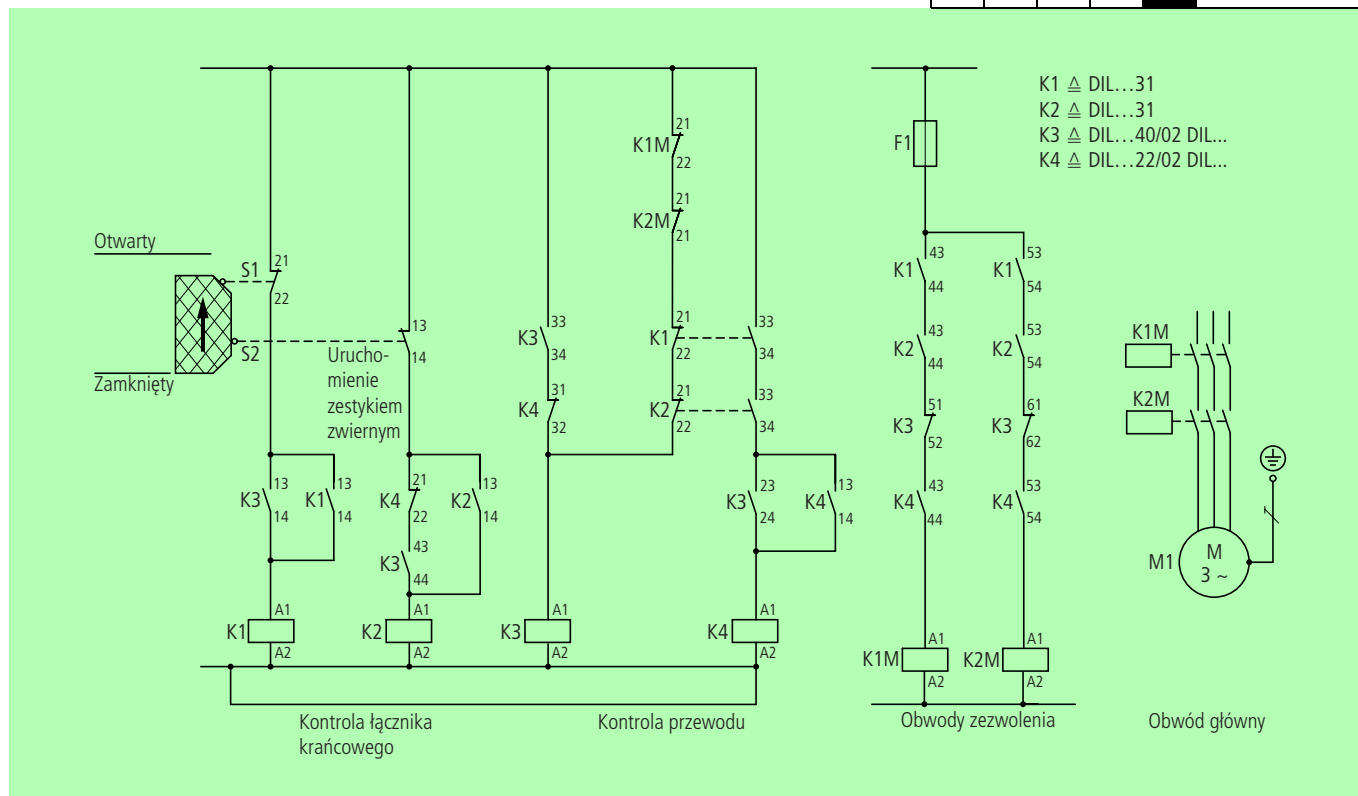 K1 ≙ DIL…31
K2 ≙ DIL…31
K3 ≙ DIL…40/02 DIL...
K4 ≙ DIL…22/02 DIL...
Otwarty
Zamknięty
S1
21
22
S2
13
14
Urucho-
mienie
zestykiem
zwiernym
K3
13
14
K1
13
14
K1
A1
A2
K4
21
22
K2
13
14
K3
43
44
K2
A1
A2
K3
33
34
K4
31
32
K3
A1
A2
K1M
21
22
K2M
21
21
K1
21
22
33
34
K2
21
22
33
34
K3
23
24
K4
13
14
K4
A1
A2
F1
K1
43
44
K1
53
54
K2
43
44
K2
53
54
K3
51
52
K3
61
62
K4
43
44
K4
53
54
K1M
A1
A2
K2M
A1
A2
K1M
K2M
M1
M
3 ~
Kontrola łącznika
krańcowego
Kontrola przewodu
Obwody zezwolenia
Obwód główny